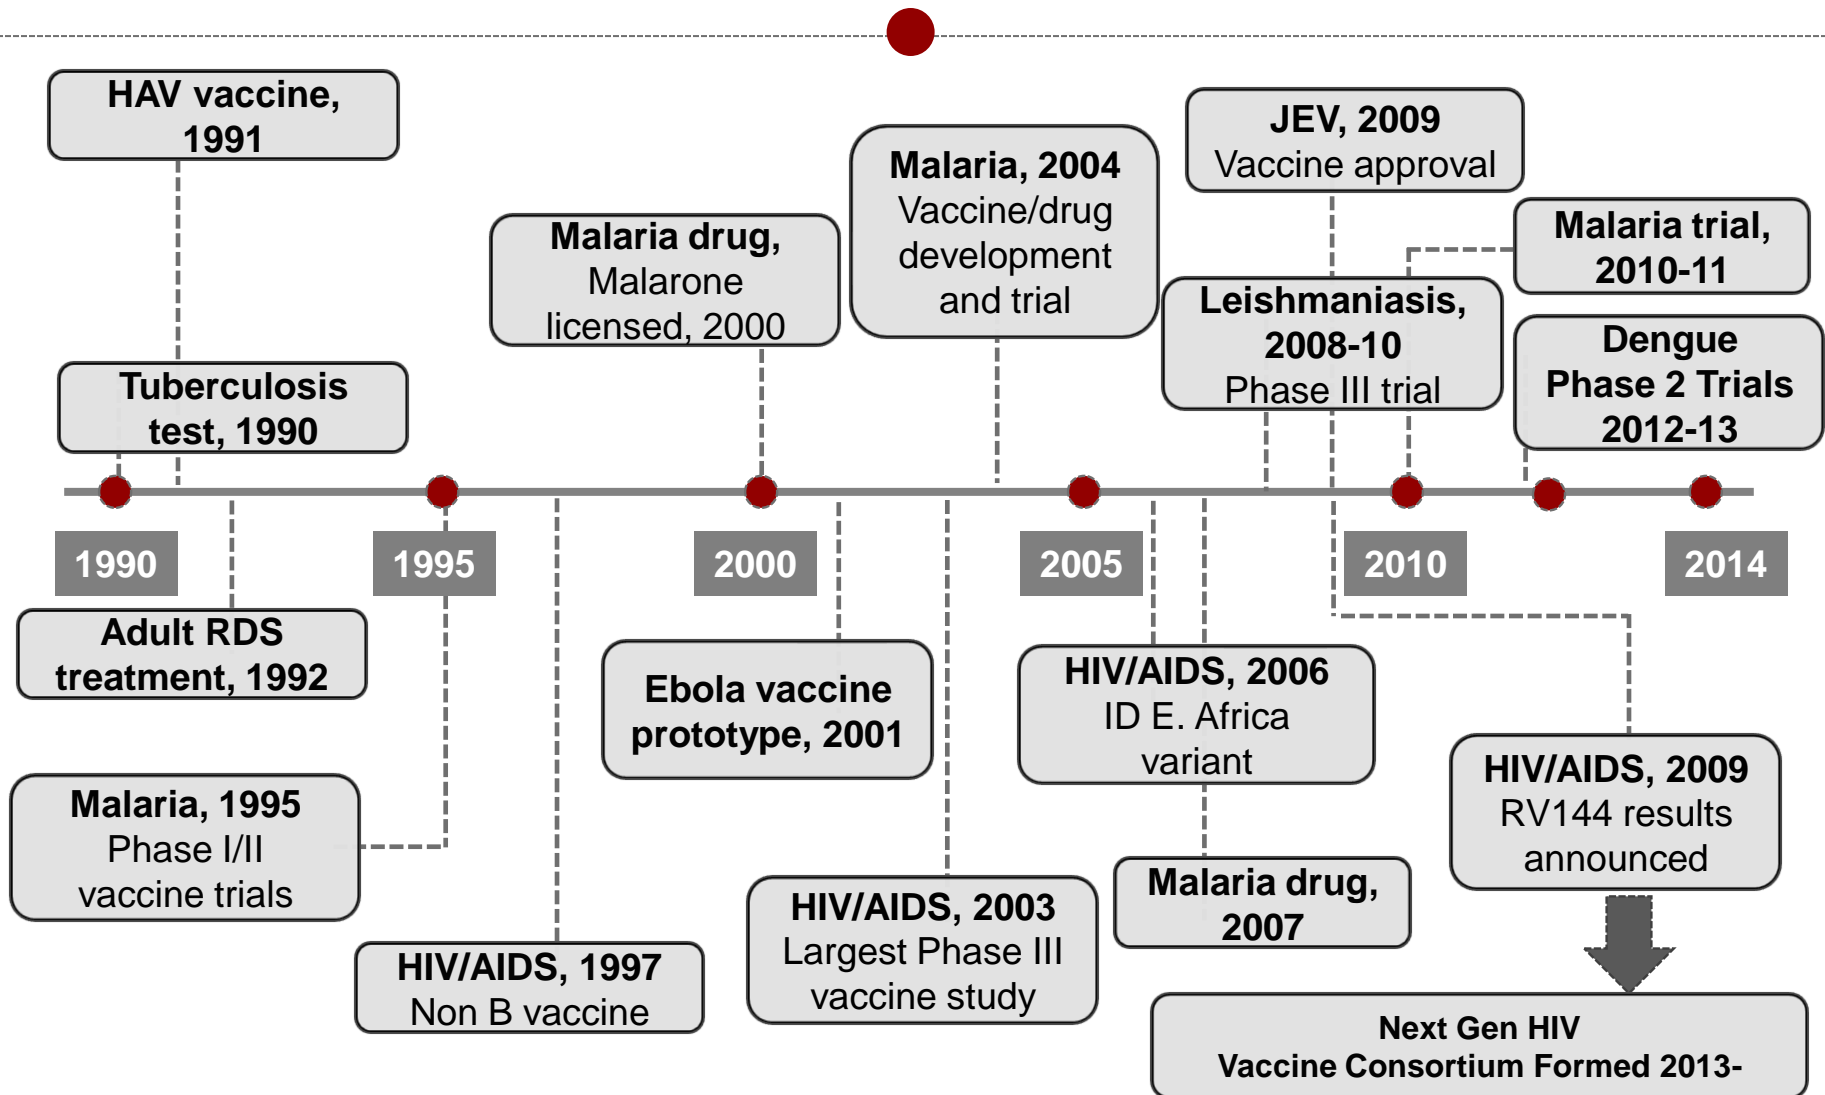 HAV vaccine,
1991
Tuberculosis
test, 1990
Malaria drug,
Malarone
licensed, 2000
Malaria, 2004
Vaccine/drug
development
and trial
JEV, 2009
Vaccine approval
Leishmaniasis,
2008-10
Phase III trial
Malaria trial,
2010-11
Dengue
Phase 2 Trials
2012-13
1990
1995
2000
2005
2010
2014
Adult RDS
treatment, 1992
Malaria, 1995
Phase I/II
vaccine trials
HIV/AIDS, 1997
Non B vaccine
Ebola vaccine
prototype, 2001
HIV/AIDS, 2003
Largest Phase III
vaccine study
HIV/AIDS, 2006
ID E. Africa
variant
Malaria drug,
2007
HIV/AIDS, 2009
RV144 results
announced
Next Gen HIV
Vaccine Consortium Formed 2013-